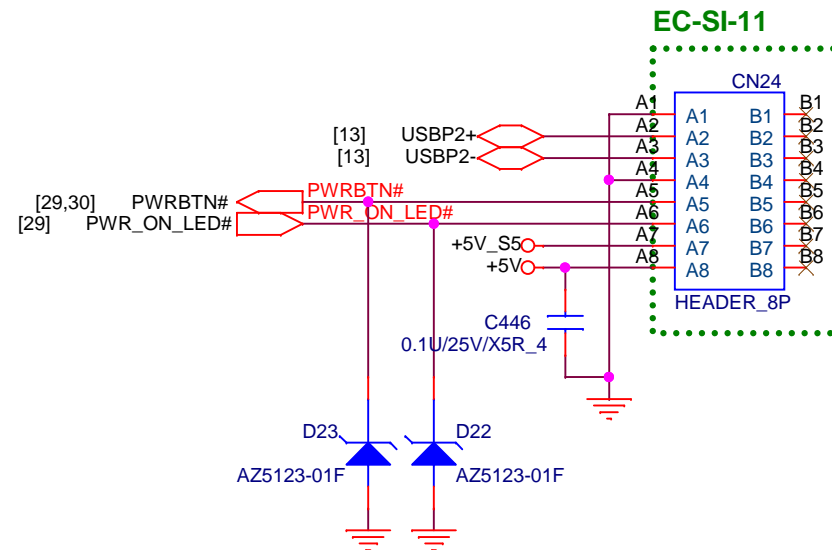 EC-SI-11
CN24
A1 A1 B1 B1
[13] USBP2+ A2 A2 B2 B2
[13] USBP2- A3 A3 B3 B3
A4 A4 B4 B4
[29,30] PWRBTN# PWRBTN# A5 A5 B5 B5
[29] PWR_ON_LED# PWR_ON_LED# A6 A6 B6 B6
+5V_S5 A7 A7 B7 B7
+5V A8 A8 B8 B8
HEADER_8P
C446
0.1U/25V/X5R_4
D23 D22
AZ5123-01F AZ5123-01F